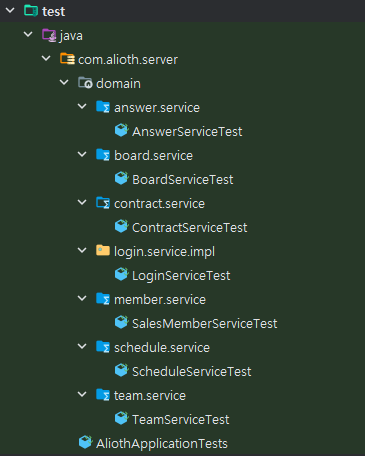 test
java
com.alioth.server
domain
answer.service
AnswerServiceTest
board.service
BoardServiceTest
contract.service
ContractServiceTest
login.service.impl
LoginServiceTest
member.service
SalesMemberServiceTest
schedule.service
ScheduleServiceTest
team.service
TeamServiceTest
AliothApplicationTests